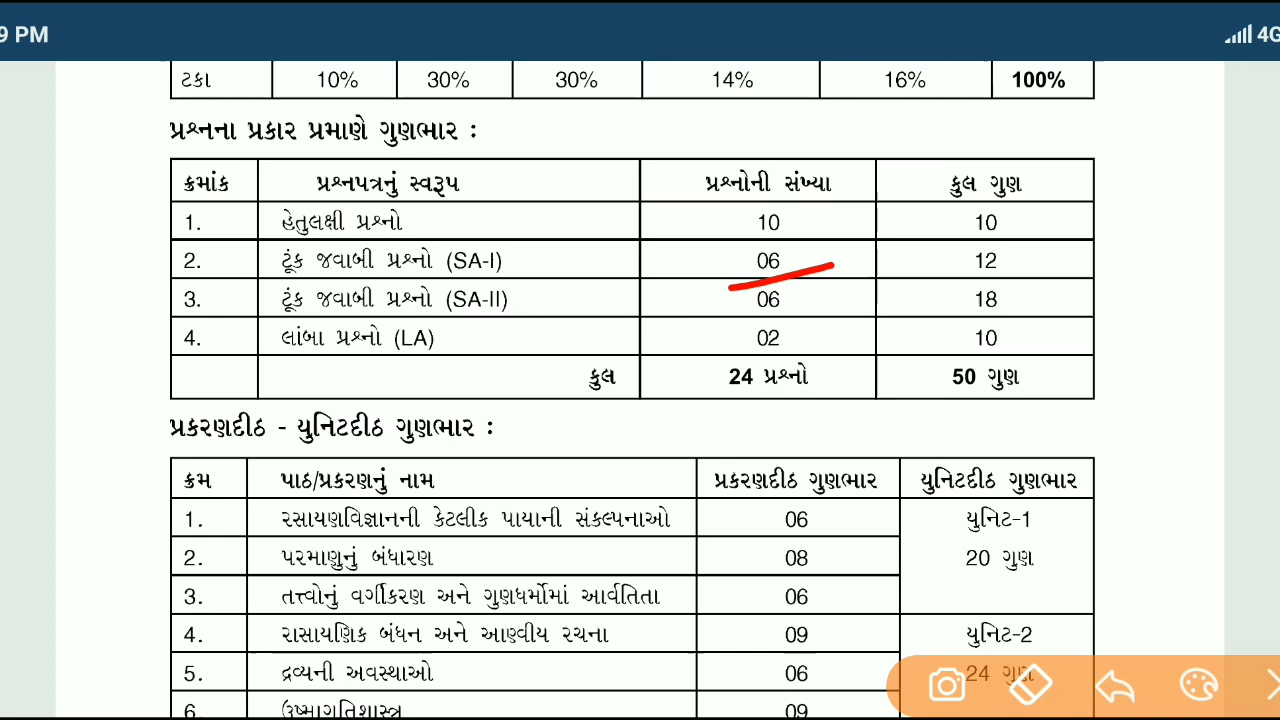 9 PM 4G
ટકા 10% 30% 30% 14% 16% 100%
પ્રશ્નના પ્રકાર પ્રમાણે ગુણભાર :
ક્રમાંક પ્રશ્નપત્રનું સ્વરૂપ પ્રશ્નોની સંખ્યા કુલ ગુણ
1. હેતુલક્ષી પ્રશ્નો 10 10
2. ટૂંક જવાબી પ્રશ્નો (SA-I) 06 12
3. ટૂંક જવાબી પ્રશ્નો (SA-II) 06 18
4. લાંબા પ્રશ્નો (LA) 02 10
કુલ 24 પ્રશ્નો 50 ગુણ
પ્રકરણદીઠ - યુનિટદીઠ ગુણભાર :
ક્રમ પાઠ/પ્રકરણનું નામ પ્રકરણદીઠ ગુણભાર યુનિટદીઠ ગુણભાર
1. રસાયણવિજ્ઞાનની કેટલીક પાયાની સંકલ્પનાઓ 06 યુનિટ-1
2. પરમાણુનું બંધારણ 08 20 ગુણ
3. તત્ત્વોનું વર્ગીકરણ અને ગુણધર્મોમાં આર્વતિતા 06
4. રાસાયણિક બંધન અને આણ્વીય રચના 09 યુનિટ-2
5. દ્રવ્યની અવસ્થાઓ 06 24 ગુણ
6. ઉષ્માગતિશાસ્ત્ર 09